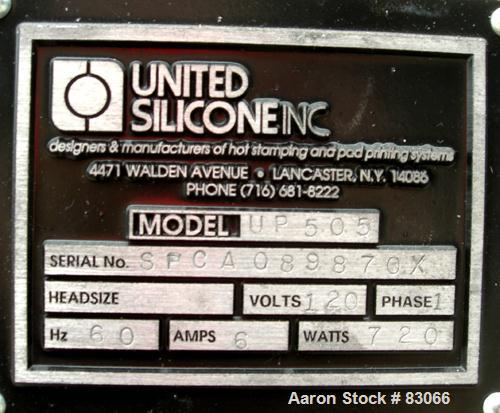 UNITED
SILICONE INC
designers & manufacturers of hot stamping and pad printing systems
4471 WALDEN AVENUE • LANCASTER, N.Y. 14086
PHONE (716) 681-8222
MODEL UP505
SERIAL No. SPCA089870X
HEADSIZE VOLTS 120 PHASE 1
Hz 60 AMPS 6 WATTS 720
Aaron Stock # 83066